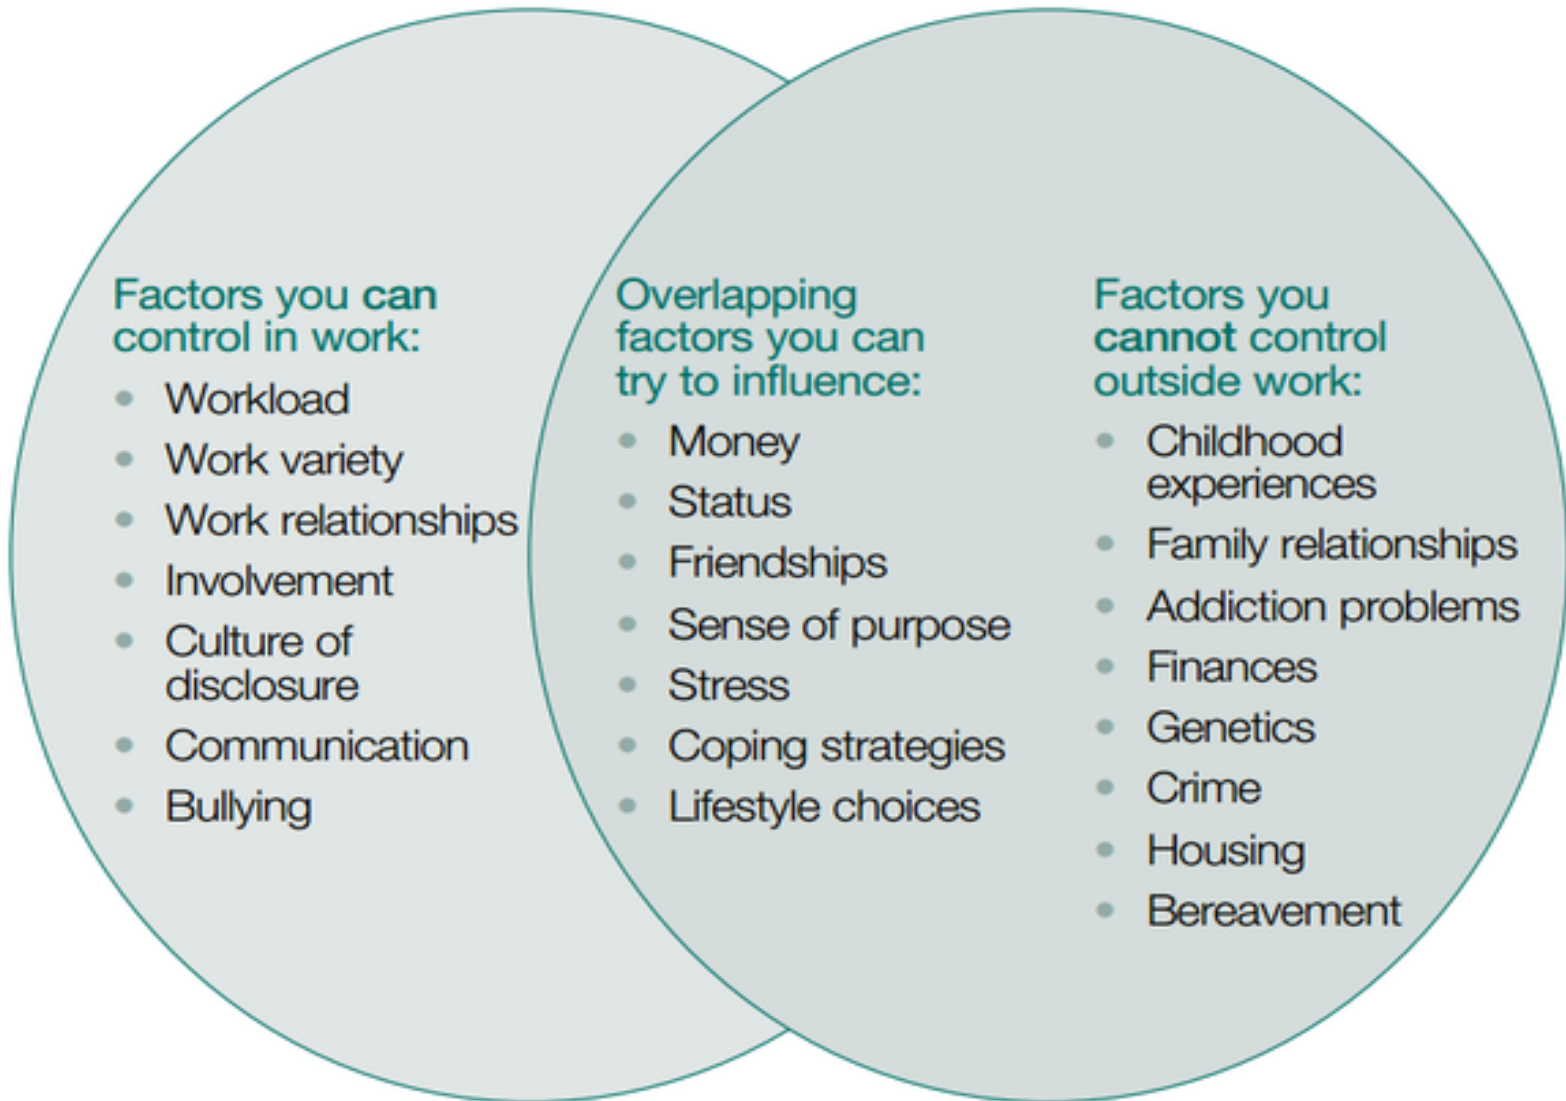 Factors you can
control in work:
• Workload
• Work variety
• Work relationships
• Involvement
• Culture of
disclosure
• Communication
• Bullying
Overlapping
factors you can
try to influence:
• Money
• Status
• Friendships
• Sense of purpose
• Stress
• Coping strategies
• Lifestyle choices
Factors you
cannot control
outside work:
• Childhood
experiences
• Family relationships
• Addiction problems
• Finances
• Genetics
• Crime
• Housing
• Bereavement